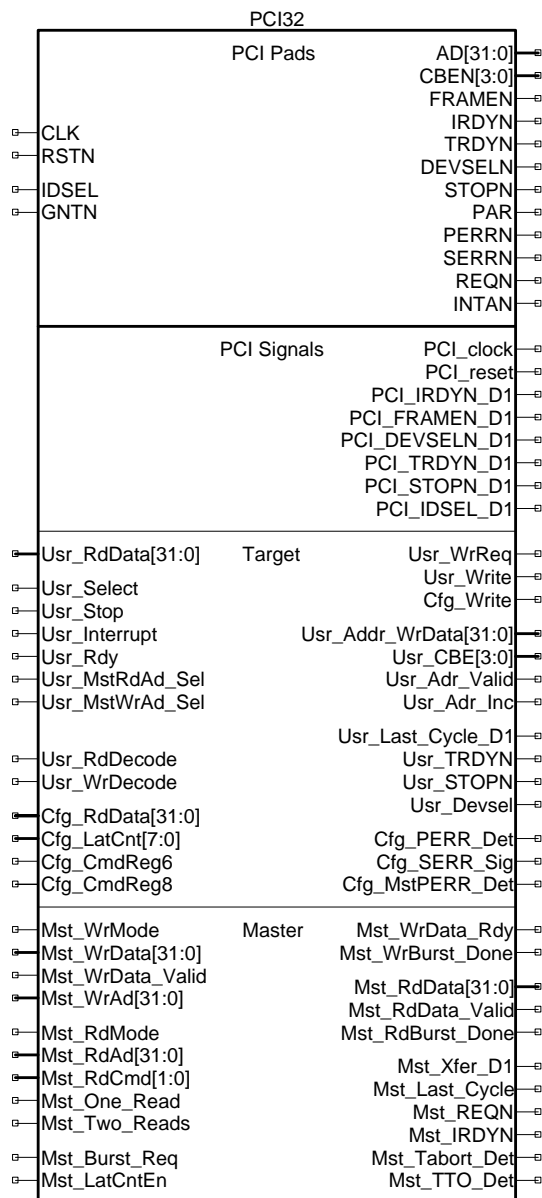 PCI32
PCI Pads AD[31:0]
CBEN[3:0]
FRAMEN
IRDYN
CLK
TRDYN
RSTN
DEVSELN
IDSEL STOPN
GNTN PAR
PERRN
SERRN
REQN
INTAN
PCI Signals PCI_clock
PCI_reset
PCI_IRDYN_D1
PCI_FRAMEN_D1
PCI_DEVSELN_D1
PCI_TRDYN_D1
PCI_STOPN_D1
PCI_IDSEL_D1
Usr_RdData[31:0] Target Usr_WrReq
Usr_Write
Usr_Select
Cfg_Write
Usr_Stop
Usr_Interrupt Usr_Addr_WrData[31:0]
Usr_Rdy Usr_CBE[3:0]
Usr_MstRdAd_Sel Usr_Adr_Valid
Usr_MstWrAd_Sel Usr_Adr_Inc
Usr_Last_Cycle_D1
Usr_RdDecode Usr_TRDYN
Usr_WrDecode Usr_STOPN
Usr_Devsel
Cfg_RdData[31:0]
Cfg_LatCnt[7:0] Cfg_PERR_Det
Cfg_CmdReg6 Cfg_SERR_Sig
Cfg_CmdReg8 Cfg_MstPERR_Det
Mst_WrMode Master Mst_WrData_Rdy
Mst_WrData[31:0] Mst_WrBurst_Done
Mst_WrData_Valid
Mst_RdData[31:0]
Mst_WrAd[31:0]
Mst_RdData_Valid
Mst_RdMode Mst_RdBurst_Done
Mst_RdAd[31:0]
Mst_Xfer_D1
Mst_RdCmd[1:0]
Mst_Last_Cycle
Mst_One_Read
Mst_REQN
Mst_Two_Reads
Mst_IRDYN
Mst_Burst_Req Mst_Tabort_Det
Mst_LatCntEn Mst_TTO_Det